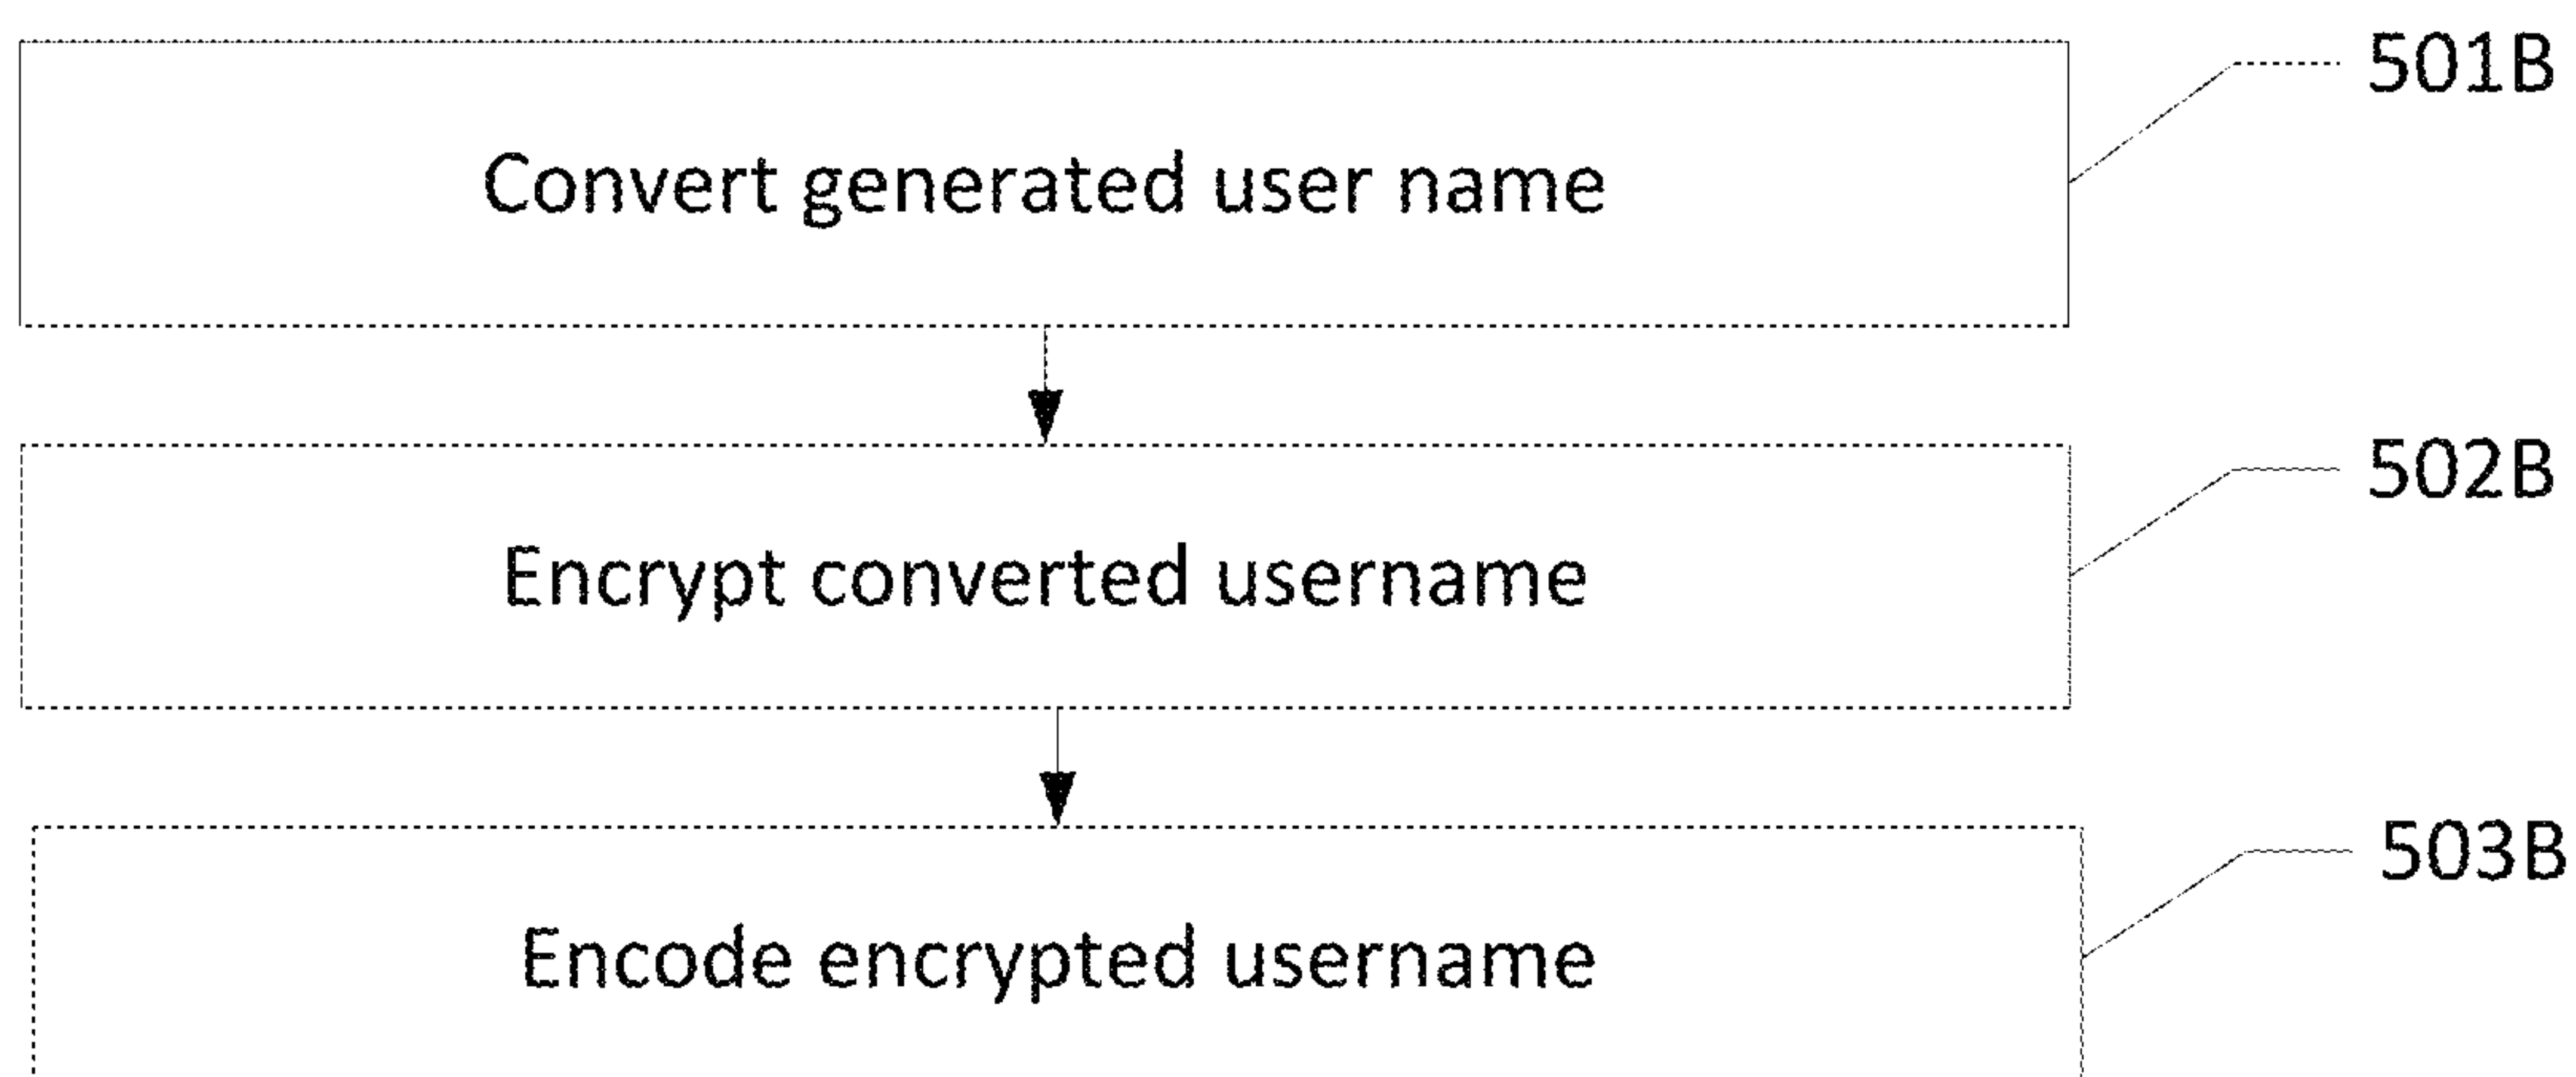 501B
Convert generated user name
502B
Encrypt converted username
503B
Encode encrypted username